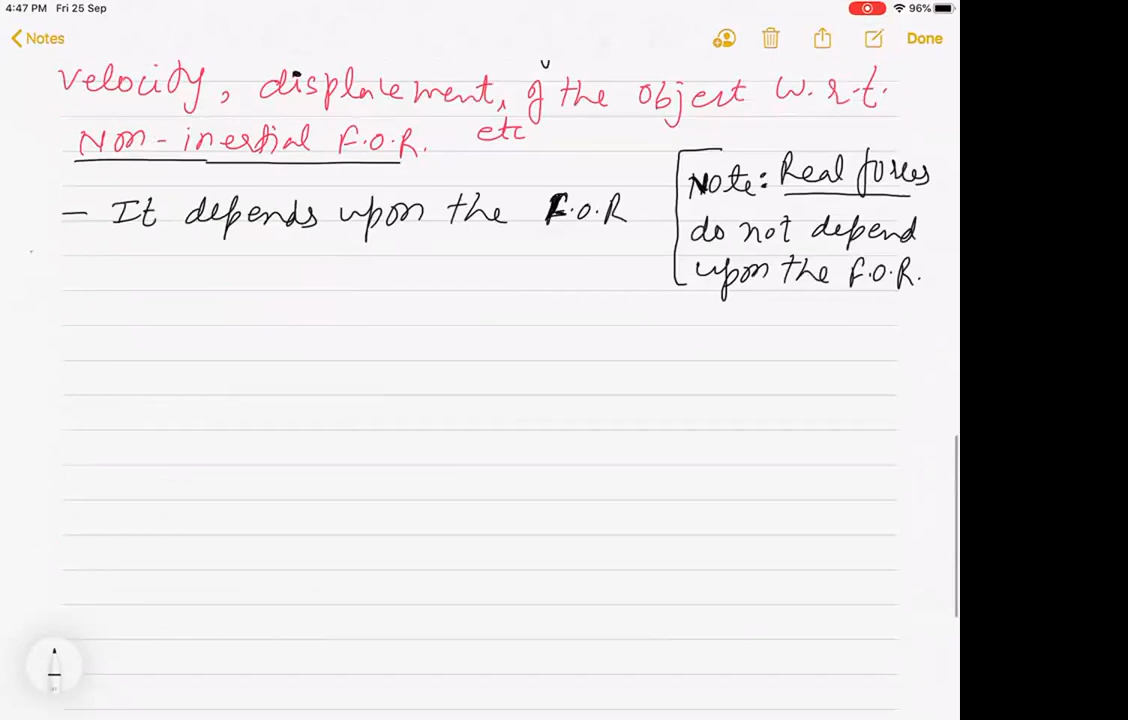 4:47 PM Fri 25 Sep
96%
Notes
Done
velocity, displacement, of the object w.r.t.
etc
Non-inertial F.O.R.
- It depends upon the F.O.R
Note: Real forces
do not depend
upon the F.O.R.